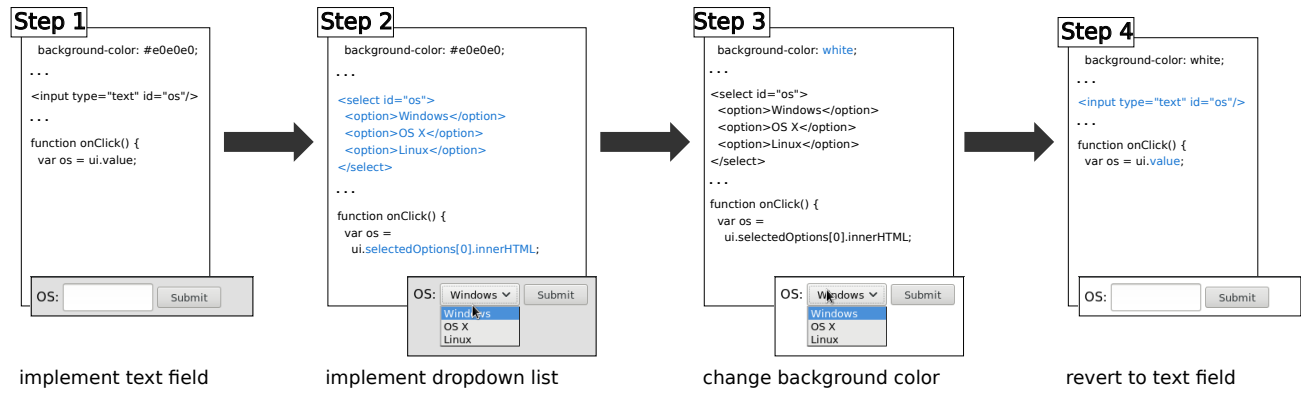 Step 1
background-color: #e0e0e0;
...
<input type="text" id="os"/>
...
function onClick() {
var os = ui.value;
OS:
Submit
implement text field
Step 2
background-color: #e0e0e0;
...
<select id="os">
<option>Windows</option>
<option>OS X</option>
<option>Linux</option>
</select>
...
function onClick() {
var os =
ui.selectedOptions[0].innerHTML;
OS: Windows Submit
Windows
OS X
Linux
implement dropdown list
Step 3
background-color: white;
...
<select id="os">
<option>Windows</option>
<option>OS X</option>
<option>Linux</option>
</select>
...
function onClick() {
var os =
ui.selectedOptions[0].innerHTML;
OS: Windows Submit
Windows
OS X
Linux
change background color
Step 4
background-color: white;
...
<input type="text" id="os"/>
...
function onClick() {
var os = ui.value;
OS:
Submit
revert to text field